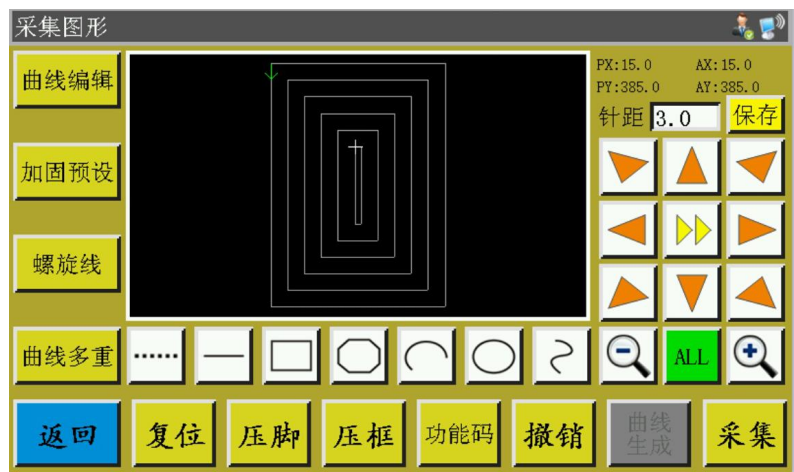 采集图形
曲线编辑
PX:15.0 AX:15.0
PY:385.0 AY:385.0
针距 3.0 保存
加固预设
螺旋线
曲线多重
ALL
返回 复位 压脚 压框 功能码 撤销 曲线生成 采集